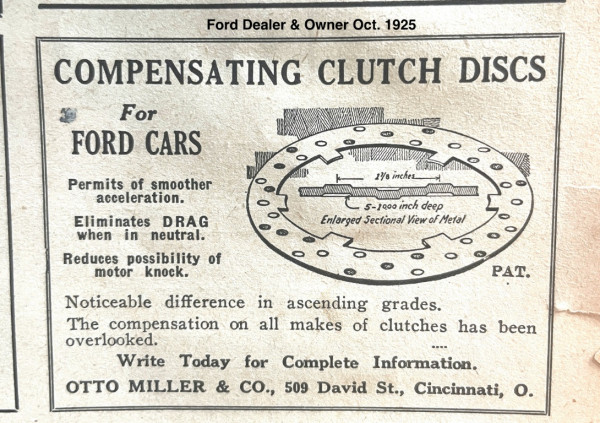 Ford Dealer & Owner Oct. 1925
COMPENSATING CLUTCH DISCS
For
FORD CARS
Permits of smoother
acceleration.
Eliminates DRAG
when in neutral.
Reduces possibility of
motor knock.
1⅛ inches
5-1000 inch deep
Enlarged Sectional View of Metal
PAT.
Noticeable difference in ascending grades.
The compensation on all makes of clutches has been
overlooked.
Write Today for Complete Information.
OTTO MILLER & CO., 509 David St., Cincinnati, O.